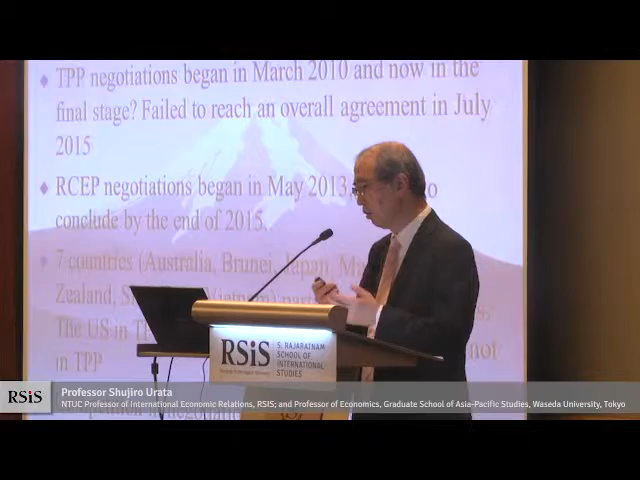 TPP negotiations began in March 2010 and now in the
final stage? Failed to reach an overall agreement in July
2015
RCEP negotiations began in May 2013, to
conclude by the end of 2015.
7 countries (Australia, Brunei, Japan,
Zealand,
The US in
not
in TPP
RSiS
S. RAJARATNAM
SCHOOL OF
INTERNATIONAL
STUDIES
RSiS
Professor Shujiro Urata
NTUC Professor of International Economic Relations, RSIS; and Professor of Economics, Graduate School of Asia-Pacific Studies, Waseda University, Tokyo